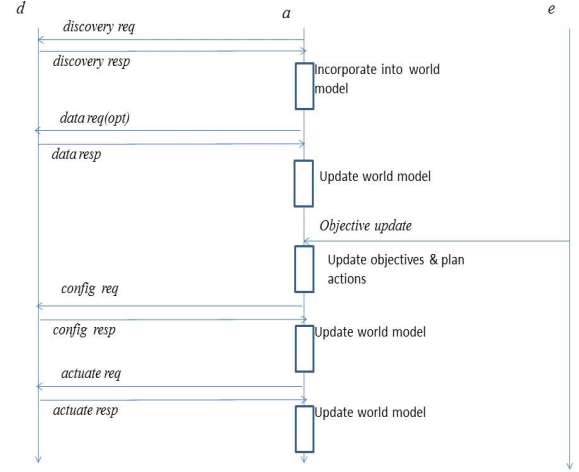 d
a
e
discovery req
discovery resp
Incorporate into world
model
data req(opt)
data resp
Update world model
Objective update
Update objectives & plan
actions
config req
config resp
Update world model
actuate req
actuate resp
Update world model